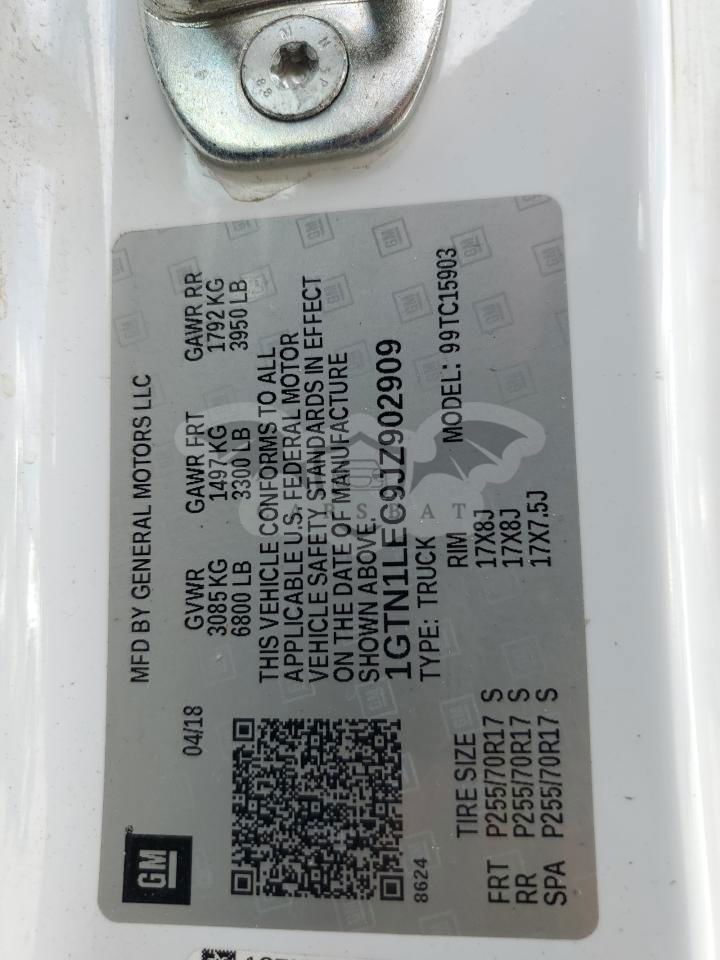 GM
04/18
MFD BY GENERAL MOTORS LLC
GVWR GAWR FRT GAWR RR
3085 KG 1497 KG 1792 KG
6800 LB 3300 LB 3950 LB
THIS VEHICLE CONFORMS TO ALL
APPLICABLE U.S. FEDERAL MOTOR
VEHICLE SAFETY STANDARDS IN EFFECT
ON THE DATE OF MANUFACTURE
SHOWN ABOVE.
1GTN1LEC9JZ902909
TYPE: TRUCK MODEL: 99TC15903
8624
TIRE SIZE RIM
FRT P255/70R17 S 17X8J
RR P255/70R17 S 17X8J
SPA P255/70R17 S 17X7.5J
CARSBAT